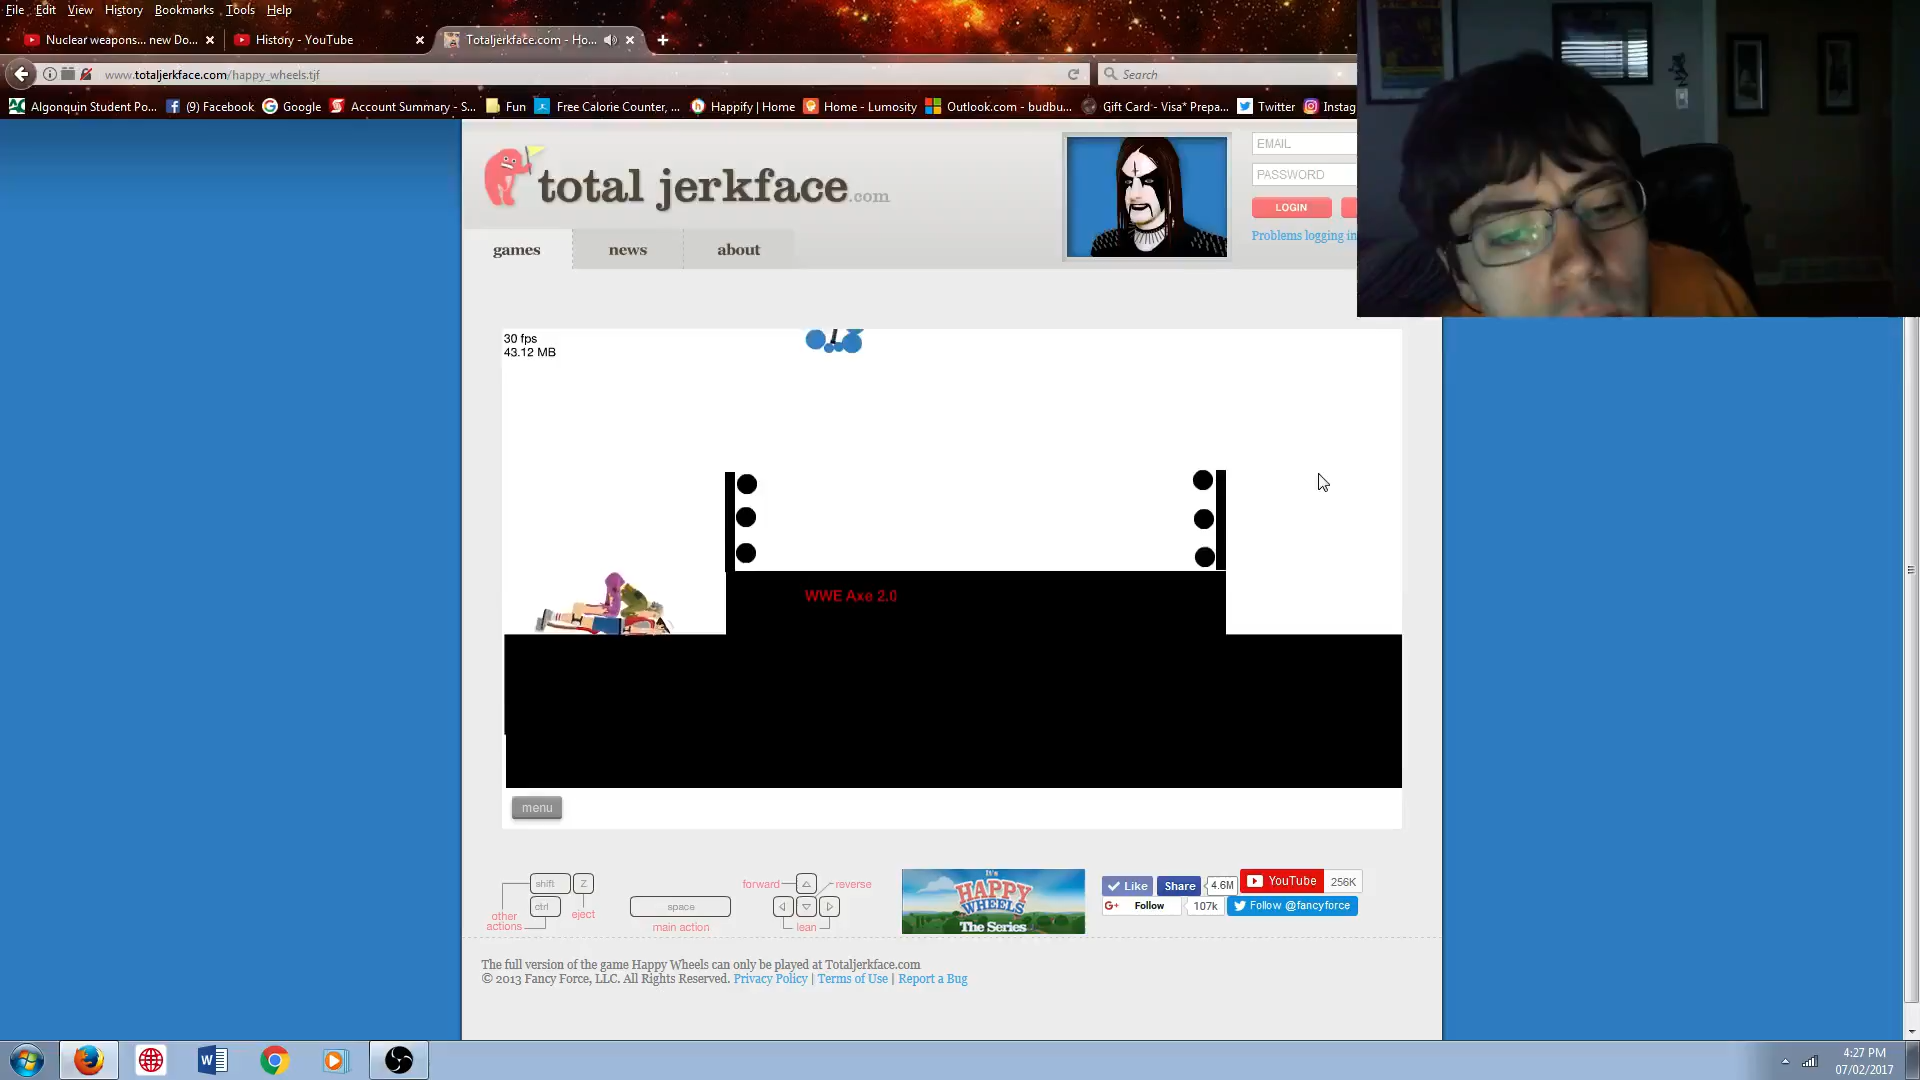 File Edit View History Bookmarks Tools Help
Nuclear weapons... new Do...
History - YouTube
Totaljerkface.com - Ho...
www.totaljerkface.com/happy_wheels.tjf
Search
Algonquin Student Po...
(9) Facebook
Google
Account Summary - S...
Fun
Free Calorie Counter, ...
Happify | Home
Home - Lumosity
Outlook.com - budbu...
Gift Card - Visa* Prepa...
Twitter
Instag
total jerkface.com
EMAIL
PASSWORD
LOGIN
Problems logging in
games
news
about
30 fps
43.12 MB
WWE Axe 2.0
menu
shift
Z
ctrl
other
actions
eject
space
main action
forward
reverse
lean
IT'S
HAPPY
WHEELS
The Series
Like
Share
4.6M
YouTube
256K
G+
Follow
107k
Follow @fancyforce
The full version of the game Happy Wheels can only be played at Totaljerkface.com
© 2013 Fancy Force, LLC. All Rights Reserved. Privacy Policy | Terms of Use | Report a Bug
4:27 PM
07/02/2017